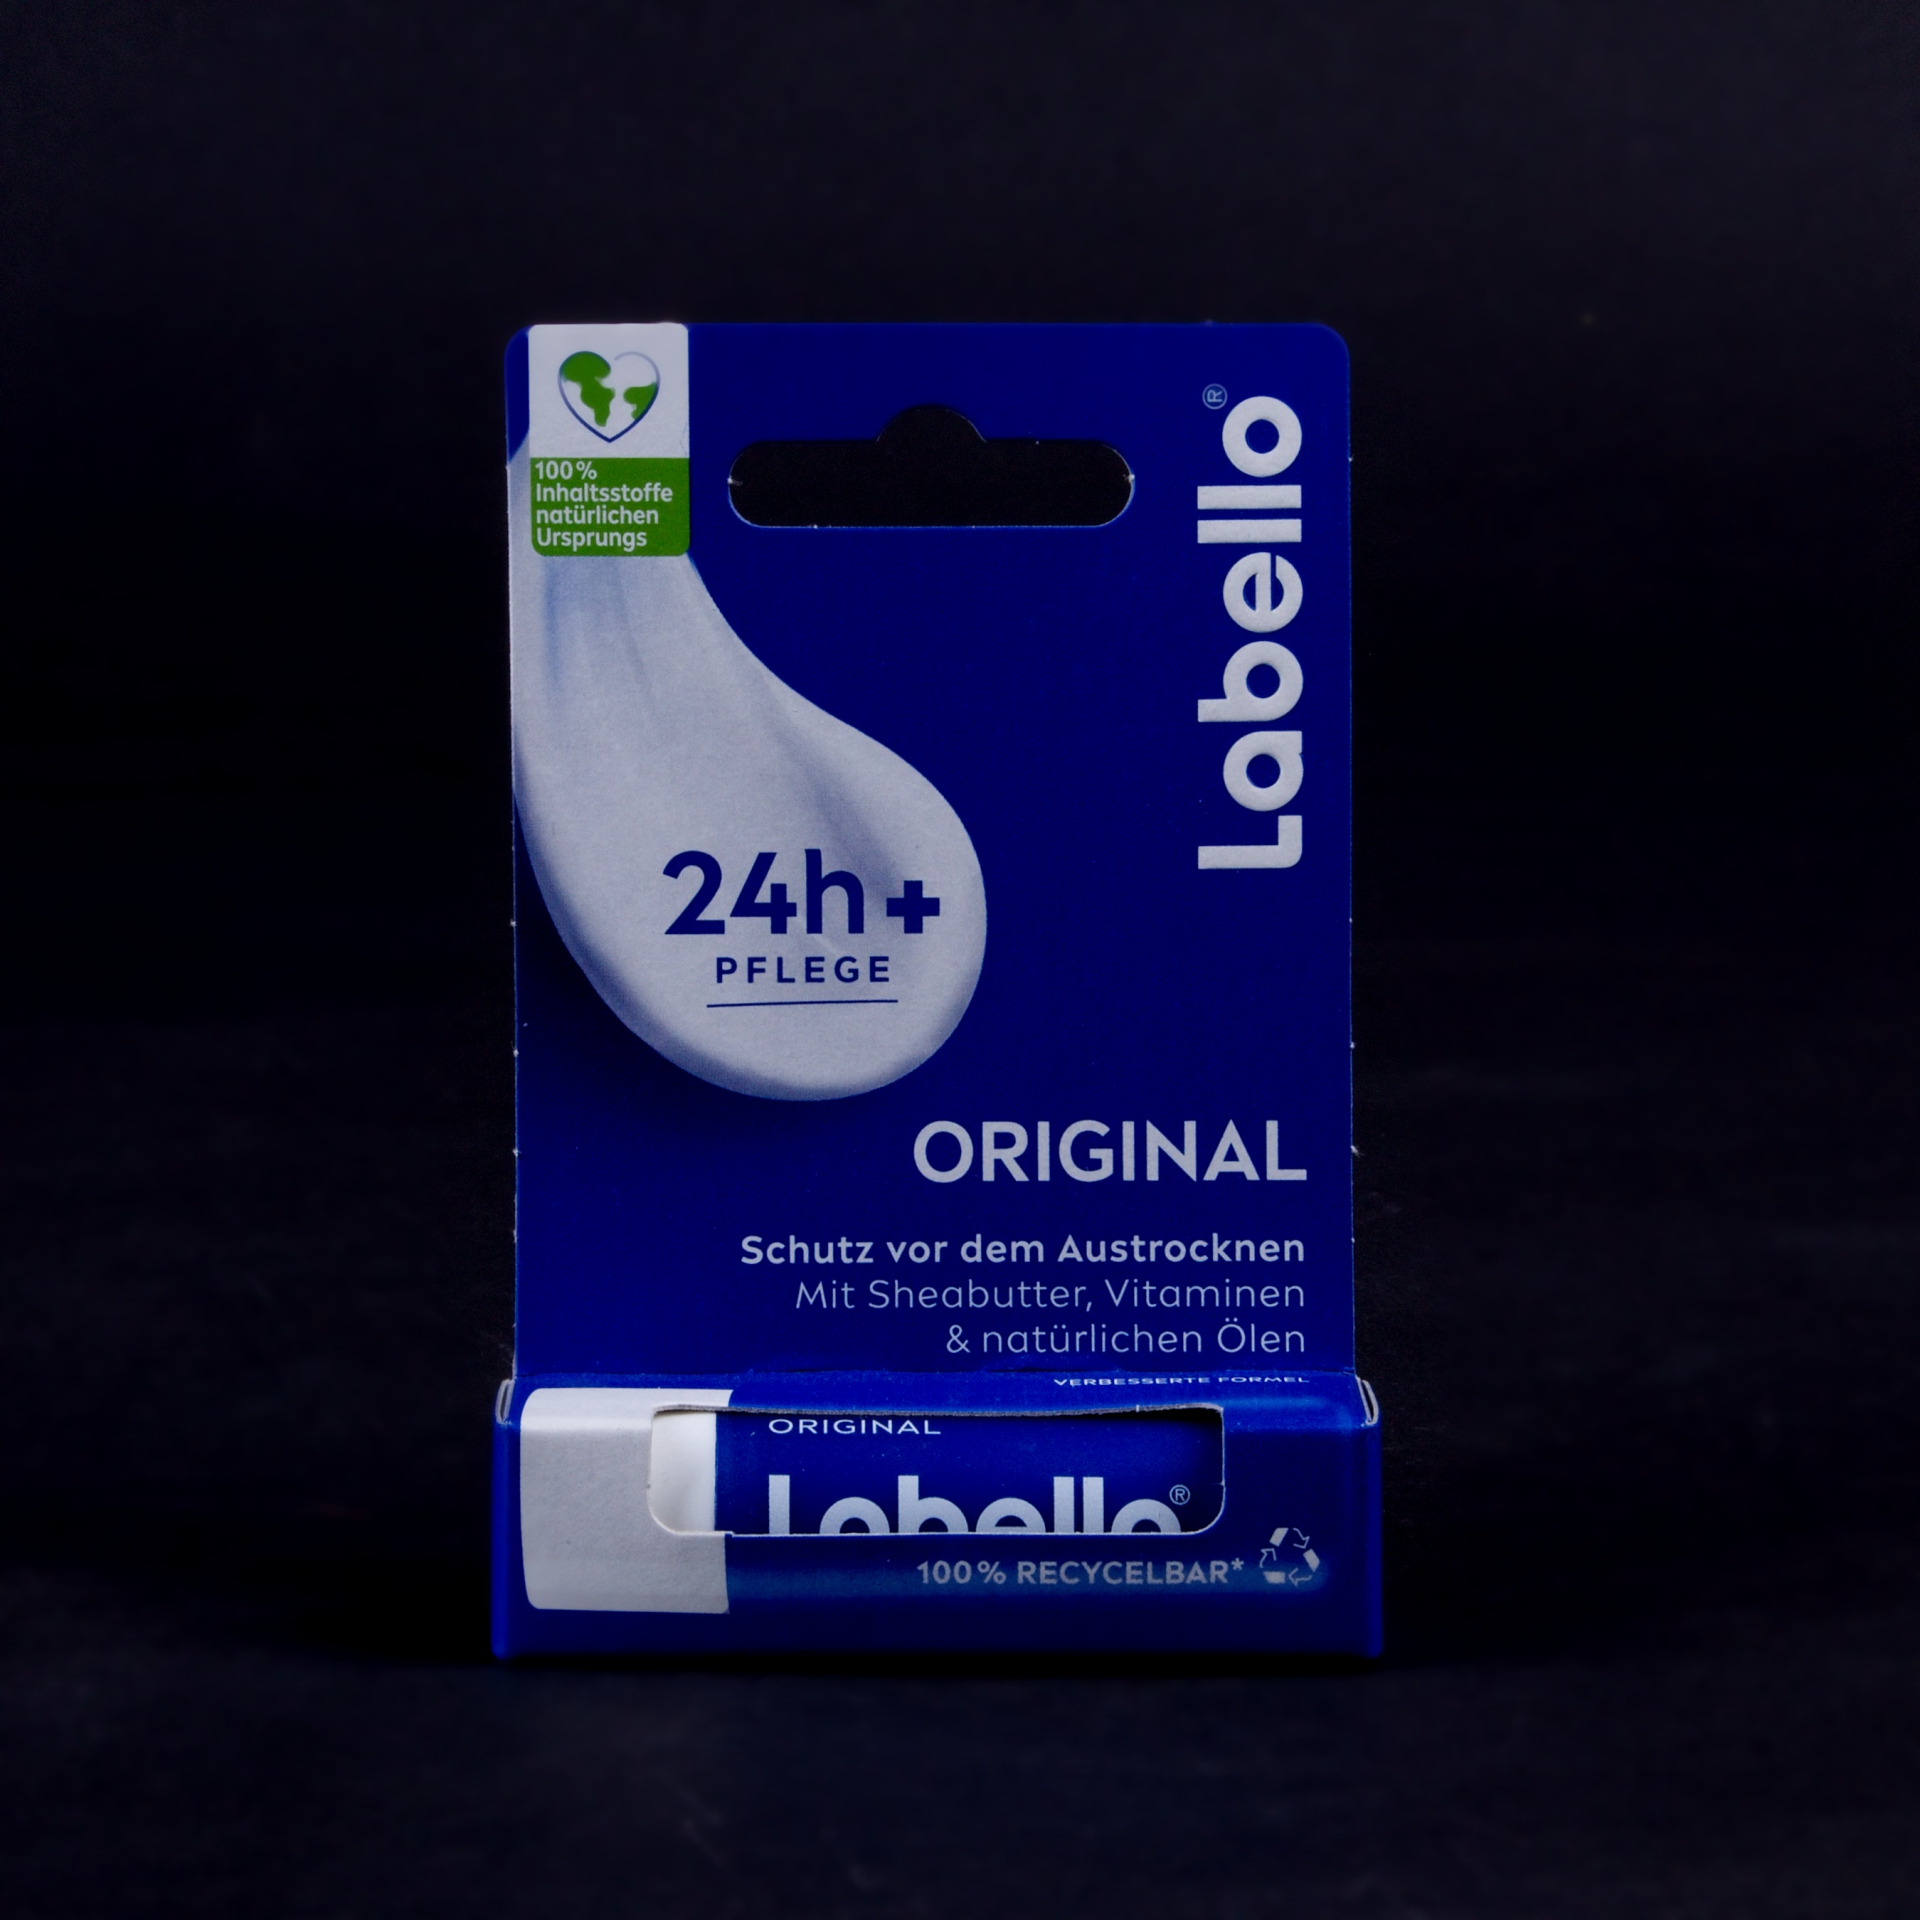 100%
Inhaltsstoffe
natürlichen
Ursprungs
Labello®
24h+
PFLEGE
ORIGINAL
Schutz vor dem Austrocknen
Mit Sheabutter, Vitaminen
& natürlichen Ölen
VERBESSERTE FORMEL
ORIGINAL
Labello®
100% RECYCELBAR*